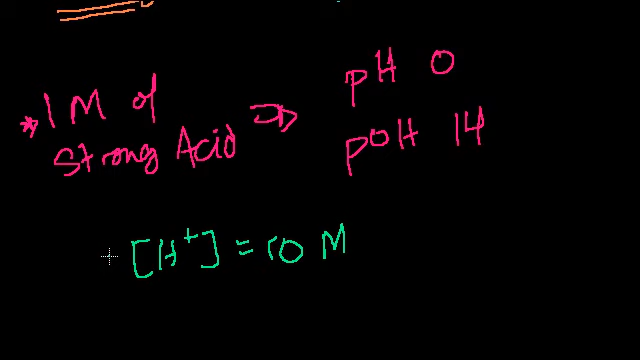 *1 M of
Strong Acid ⇒
pH 0
pOH 14
[H⁺] = 10 M